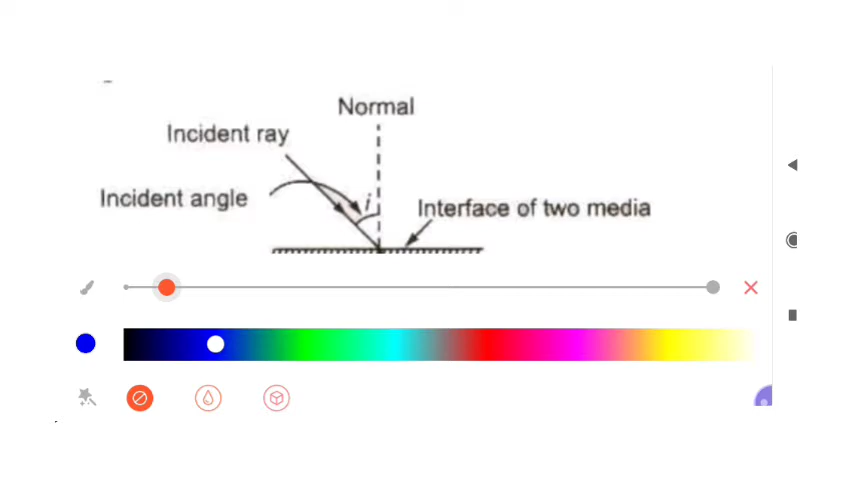 Normal
Incident ray
Incident angle
i
Interface of two media